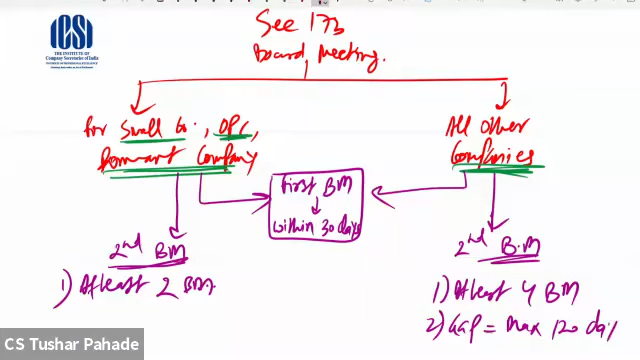 ICSI
THE INSTITUTE OF
Company Secretaries of India
See 173
Board Meeting.
for Small Co., OPC,
Dormant Company
All Other
Companies
First BM
within 30 days
2nd BM
1) Atleast 2 BM.
2nd B.M
1) Atleast 4 BM
2) GAP = Max 120 day
CS Tushar Pahade